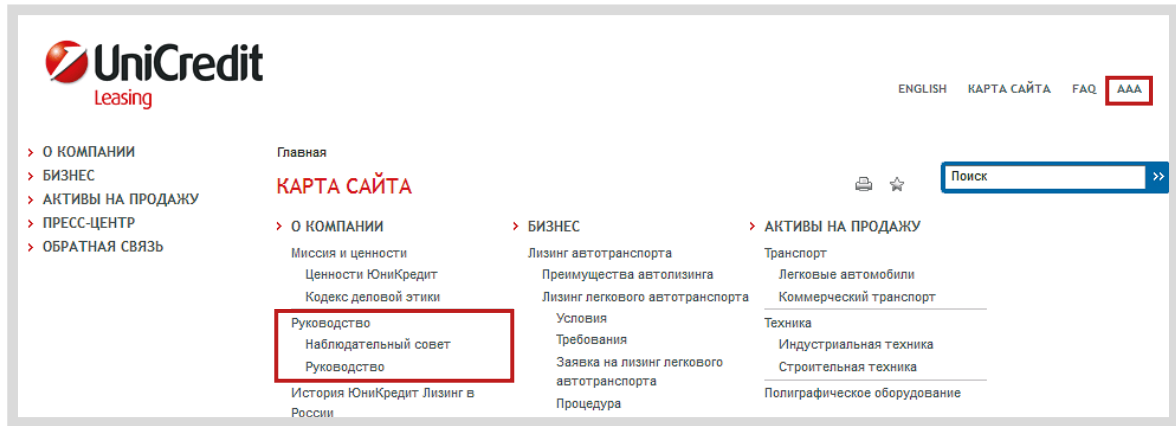 UniCredit
Leasing
ENGLISH КАРТА САЙТА FAQ AAA
О КОМПАНИИ
БИЗНЕС
АКТИВЫ НА ПРОДАЖУ
ПРЕСС-ЦЕНТР
ОБРАТНАЯ СВЯЗЬ
Главная
КАРТА САЙТА
Поиск
О КОМПАНИИ
Миссия и ценности
Ценности ЮниКредит
Кодекс деловой этики
Руководство
Наблюдательный совет
Руководство
История ЮниКредит Лизинг в
России
БИЗНЕС
Лизинг автотранспорта
Преимущества автолизинга
Лизинг легкового автотранспорта
Условия
Требования
Заявка на лизинг легкового
автотранспорта
Процедура
АКТИВЫ НА ПРОДАЖУ
Транспорт
Легковые автомобили
Коммерческий транспорт
Техника
Индустриальная техника
Строительная техника
Полиграфическое оборудование